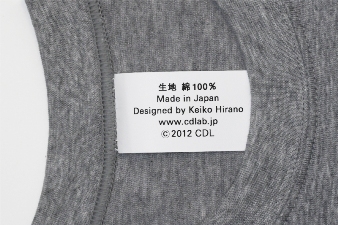 生地 綿100%
Made in Japan
Designed by Keiko Hirano
www.cdlab.jp
© 2012 CDL